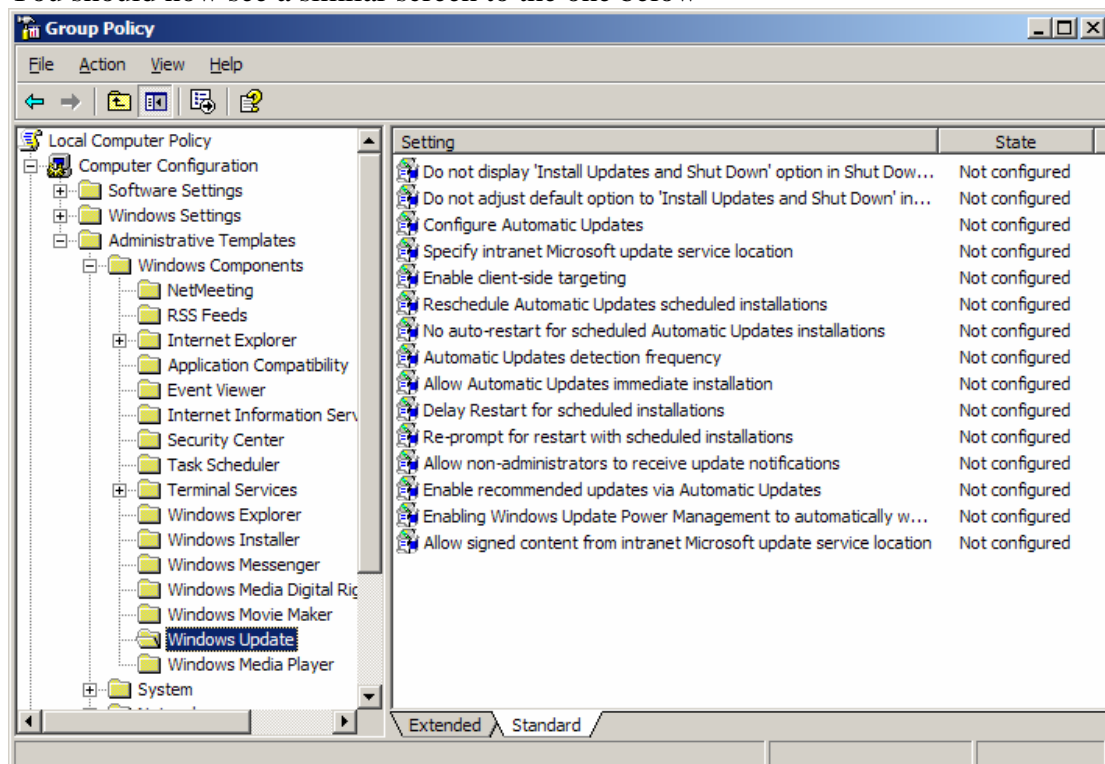 You should now see a similar screen to the one below
Group Policy
File Action View Help
Local Computer Policy
Computer Configuration
Software Settings
Windows Settings
Administrative Templates
Windows Components
NetMeeting
RSS Feeds
Internet Explorer
Application Compatibility
Event Viewer
Internet Information Serv
Security Center
Task Scheduler
Terminal Services
Windows Explorer
Windows Installer
Windows Messenger
Windows Media Digital Rig
Windows Movie Maker
Windows Update
Windows Media Player
System
Setting State
Do not display 'Install Updates and Shut Down' option in Shut Dow... Not configured
Do not adjust default option to 'Install Updates and Shut Down' in... Not configured
Configure Automatic Updates Not configured
Specify intranet Microsoft update service location Not configured
Enable client-side targeting Not configured
Reschedule Automatic Updates scheduled installations Not configured
No auto-restart for scheduled Automatic Updates installations Not configured
Automatic Updates detection frequency Not configured
Allow Automatic Updates immediate installation Not configured
Delay Restart for scheduled installations Not configured
Re-prompt for restart with scheduled installations Not configured
Allow non-administrators to receive update notifications Not configured
Enable recommended updates via Automatic Updates Not configured
Enabling Windows Update Power Management to automatically w... Not configured
Allow signed content from intranet Microsoft update service location Not configured
Extended Standard